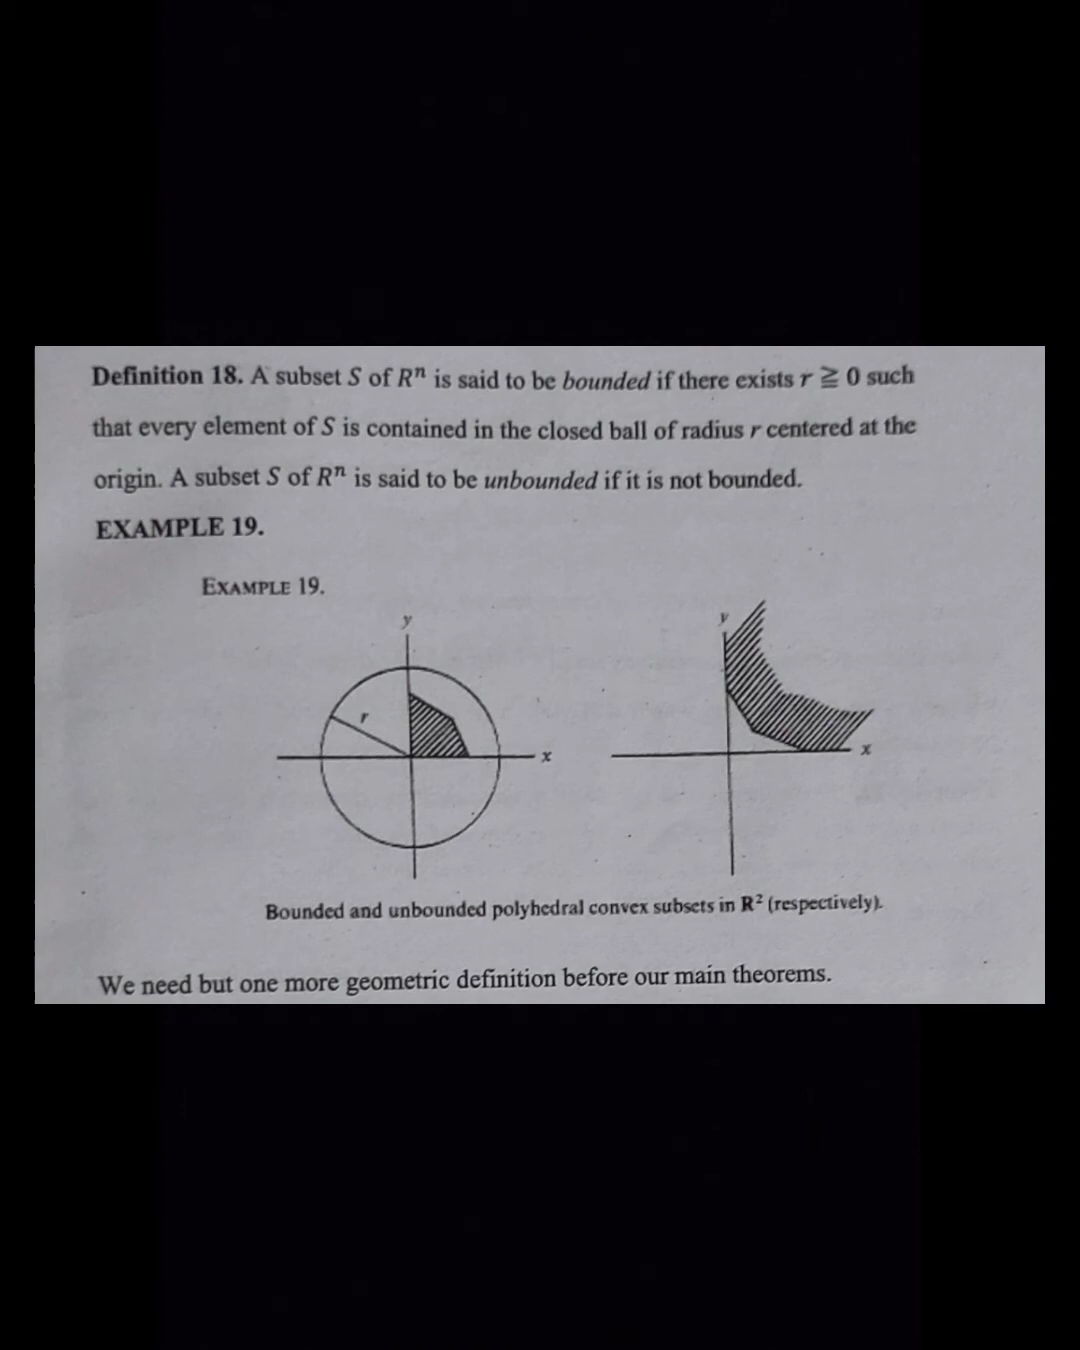 Definition 18. A subset S of Rⁿ is said to be bounded if there exists r ≧ 0 such
that every element of S is contained in the closed ball of radius r centered at the
origin. A subset S of Rⁿ is said to be unbounded if it is not bounded.
EXAMPLE 19.
EXAMPLE 19.
y
r
x
y
x
Bounded and unbounded polyhedral convex subsets in R² (respectively).
We need but one more geometric definition before our main theorems.